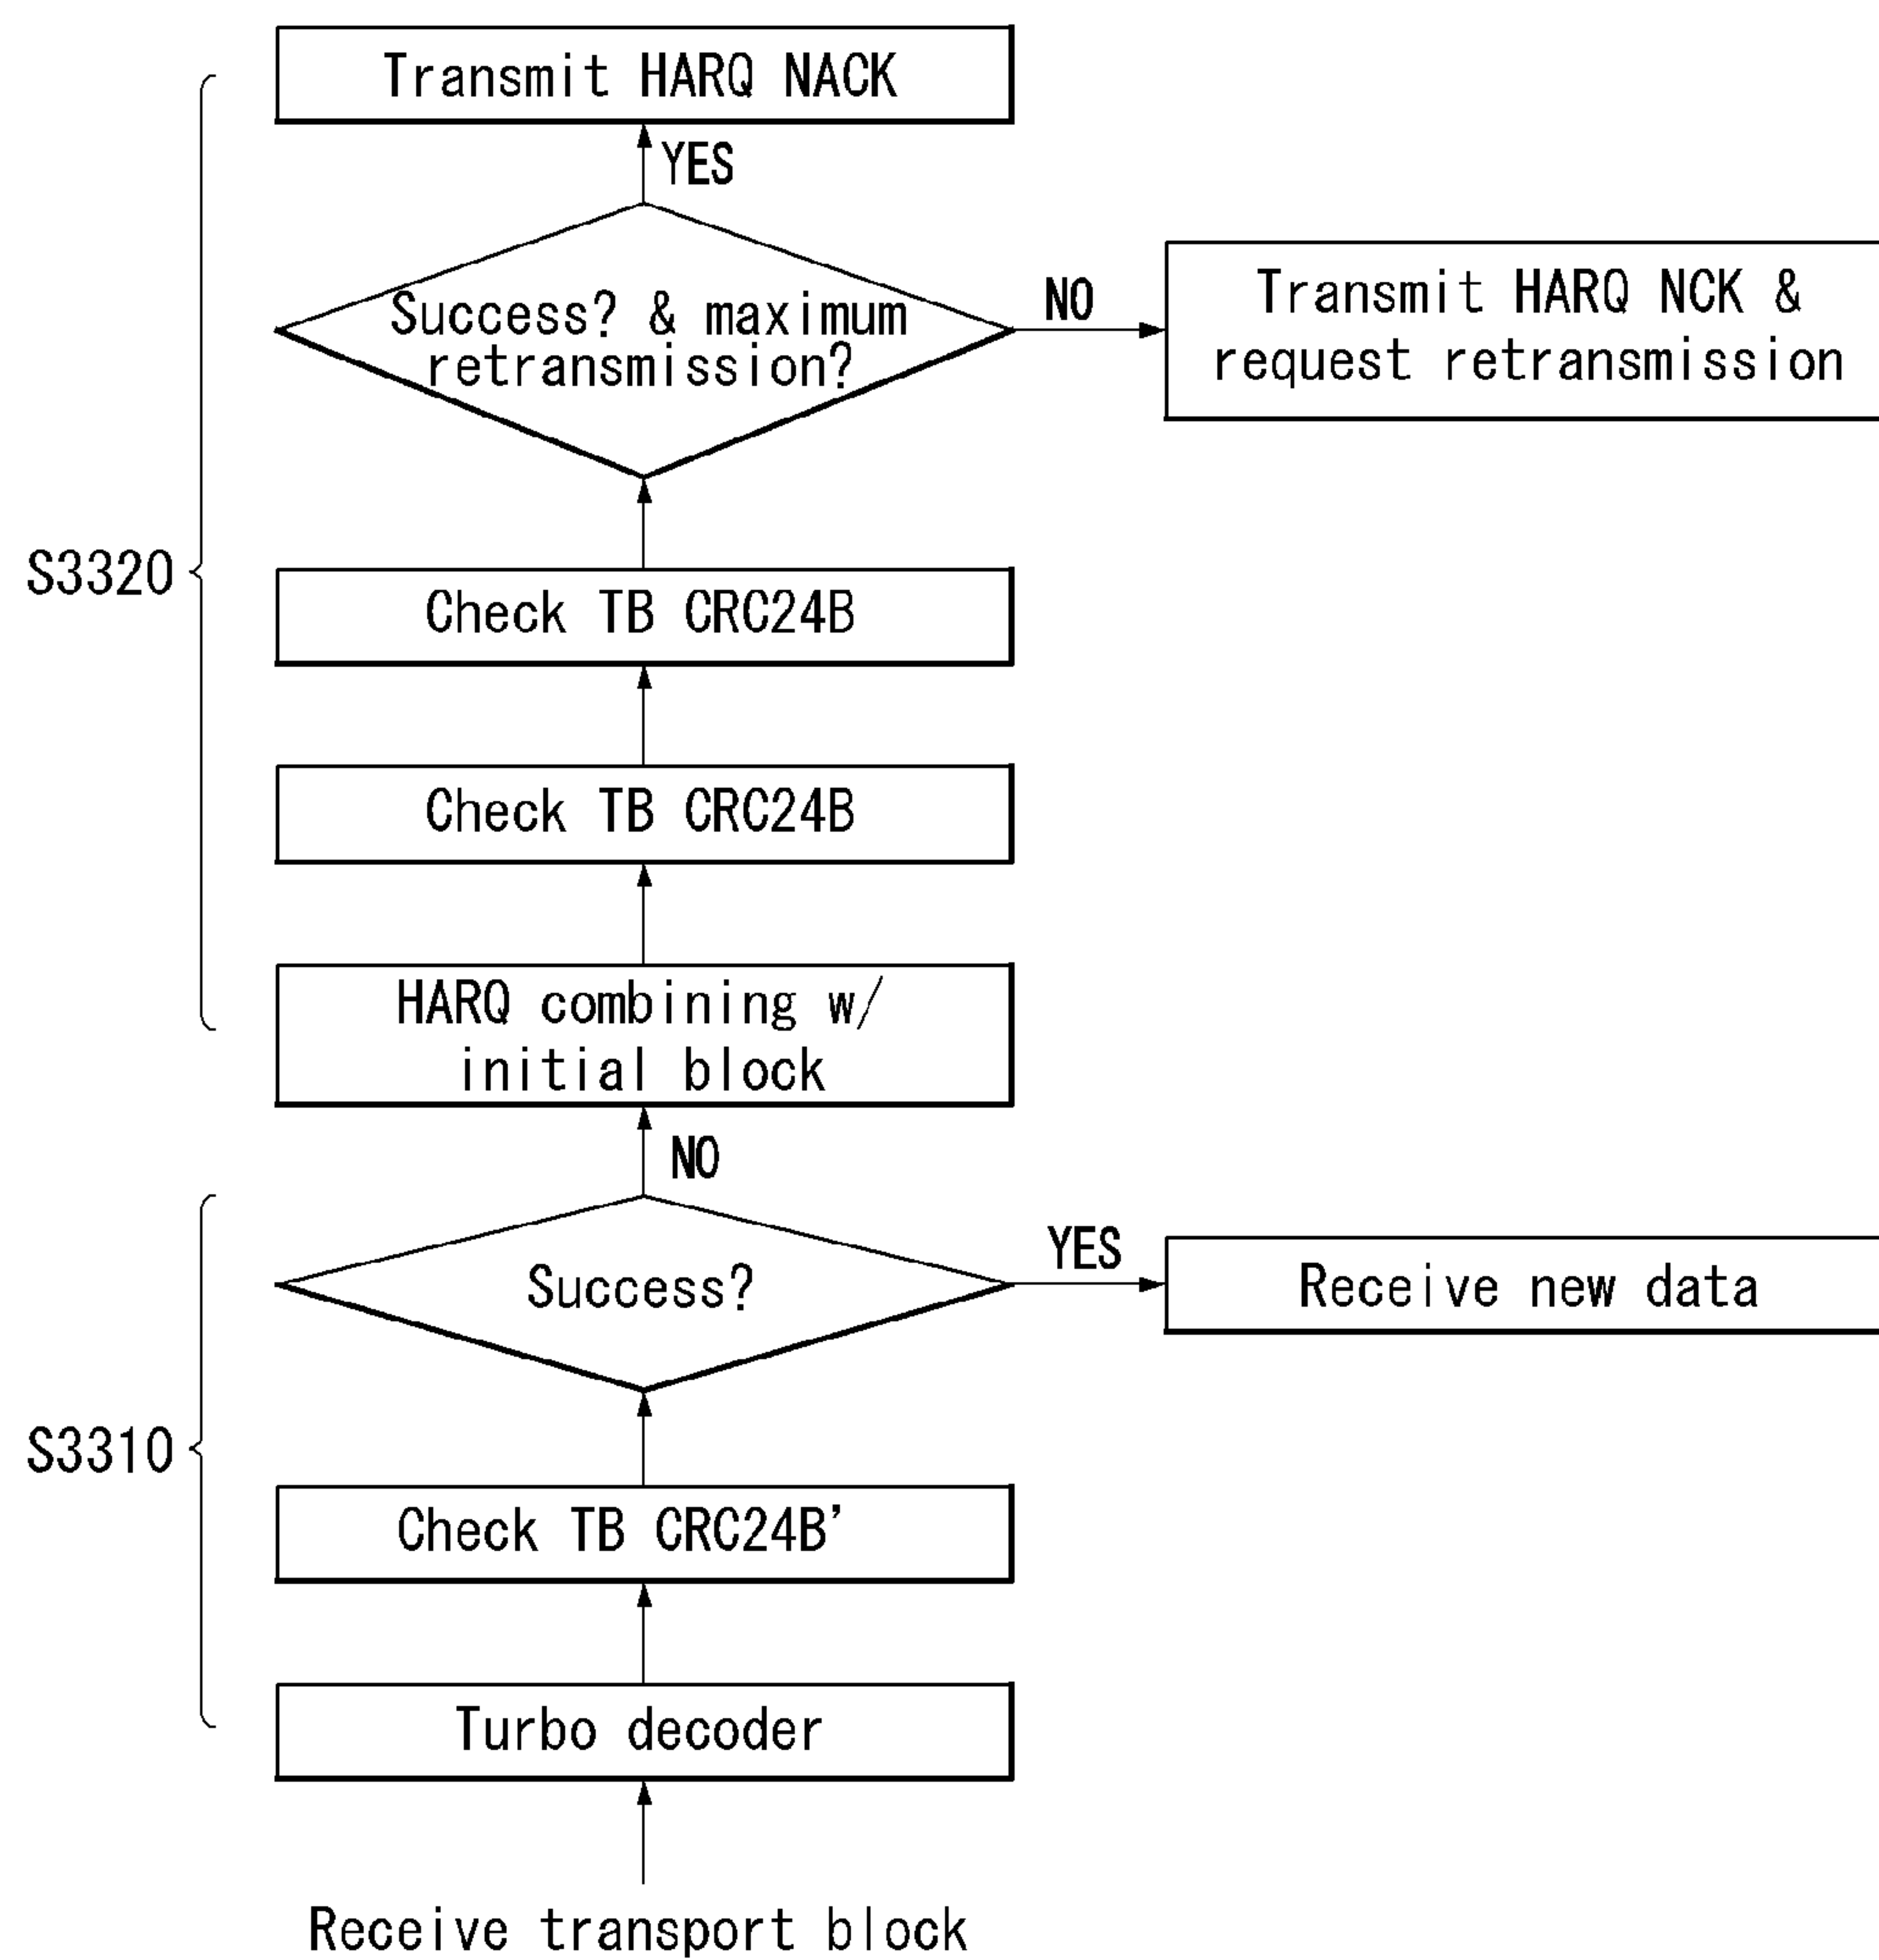 Transmit HARQ NACK
YES
Success? & maximum
retransmission?
NO
Transmit HARQ NCK &
request retransmission
S3320
Check TB CRC24B
Check TB CRC24B
HARQ combining w/
initial block
NO
Success?
YES
Receive new data
S3310
Check TB CRC24B'
Turbo decoder
Receive transport block